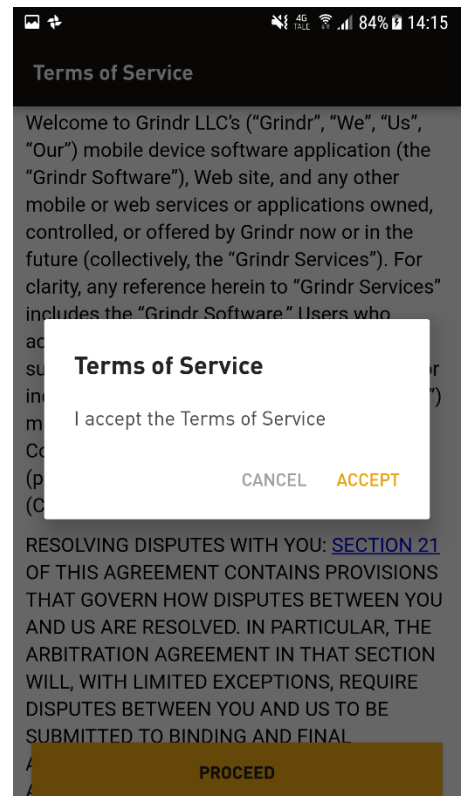 4G
TALE
84%
14:15
Terms of Service
Welcome to Grindr LLC's (“Grindr”, “We”, “Us”,
“Our”) mobile device software application (the
“Grindr Software”), Web site, and any other
mobile or web services or applications owned,
controlled, or offered by Grindr now or in the
future (collectively, the “Grindr Services”). For
clarity, any reference herein to “Grindr Services”
includes the “Grindr Software.” Users who
Terms of Service
I accept the Terms of Service
CANCEL ACCEPT
RESOLVING DISPUTES WITH YOU: SECTION 21
OF THIS AGREEMENT CONTAINS PROVISIONS
THAT GOVERN HOW DISPUTES BETWEEN YOU
AND US ARE RESOLVED. IN PARTICULAR, THE
ARBITRATION AGREEMENT IN THAT SECTION
WILL, WITH LIMITED EXCEPTIONS, REQUIRE
DISPUTES BETWEEN YOU AND US TO BE
SUBMITTED TO BINDING AND FINAL
PROCEED